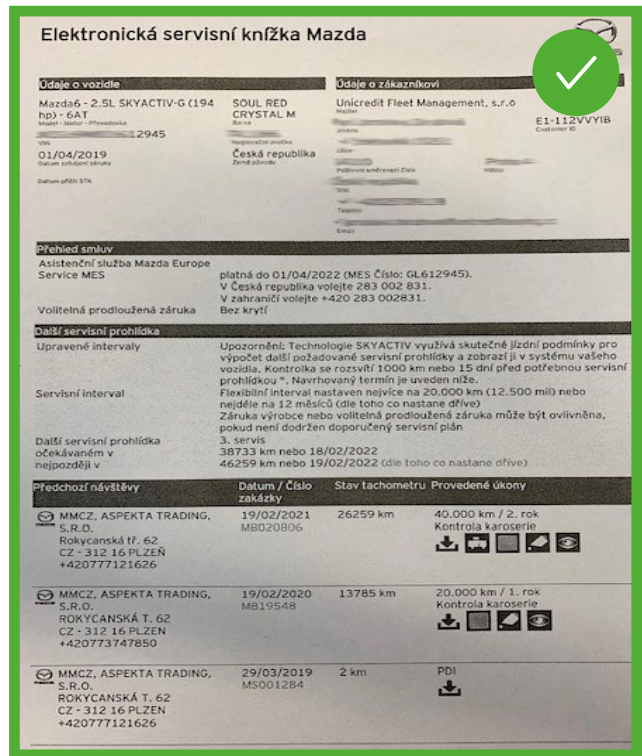 Elektronická servisní knížka Mazda
Údaje o vozidle
Mazda6 - 2.5L SKYACTIV-G (194 hp) - 6AT
Model - Motor - Převodovka
SOUL RED CRYSTAL M
Barva
2945
VIN
Registrační značka
01/04/2019
Datum zahájení záruky
Česká republika
Země původu
Datum příští STK
Údaje o zákazníkovi
Unicredit Fleet Management, s.r.o
Majitel
E1-112VVYIB
Customer ID
Jméno
Ulice
Poštovní směrovací číslo
Město
Stát
Telefon
Email
Přehled smluv
Asistenční služba Mazda Europe
Service MES
platná do 01/04/2022 (MES Číslo: GL612945).
V Česká republika volejte 283 002 831.
V zahraničí volejte +420 283 002831.
Volitelná prodloužená záruka
Bez krytí
Další servisní prohlídka
Upravené intervaly
Upozornění: Technologie SKYACTIV využívá skutečné jízdní podmínky pro
výpočet další požadované servisní prohlídky a zobrazí ji v systému vašeho
vozidla. Kontrolka se rozsvítí 1000 km nebo 15 dní před potřebnou servisní
prohlídkou ". Navrhovaný termín je uveden níže.
Servisní interval
Flexibilní interval nastaven nejvíce na 20.000 km (12.500 mil) nebo
nejdéle na 12 měsíců (dle toho co nastane dříve)
Záruka výrobce nebo volitelná prodloužená záruka může být ovlivněna,
pokud není dodržen doporučený servisní plán
Další servisní prohlídka
3. servis
očekávaném v
38733 km nebo 18/02/2022
nejpozději v
46259 km nebo 19/02/2022 (dle toho co nastane dříve)
Předchozí návštěvy
Datum / Číslo zakázky
Stav tachometru
Provedené úkony
MMCZ, ASPEKTA TRADING,
S.R.O.
Rokycanská tř. 62
CZ - 312 16 PLZEŇ
+420777121626
19/02/2021
MB020806
26259 km
40.000 km / 2. rok
Kontrola karoserie
MMCZ, ASPEKTA TRADING,
S.R.O.
ROKYCANSKÁ T. 62
CZ - 312 16 PLZEN
+420773747850
19/02/2020
MB19548
13785 km
20.000 km / 1. rok
Kontrola karoserie
MMCZ, ASPEKTA TRADING,
S.R.O.
ROKYCANSKÁ T. 62
CZ - 312 16 PLZEN
+420777121626
29/03/2019
MS001284
2 km
PDI